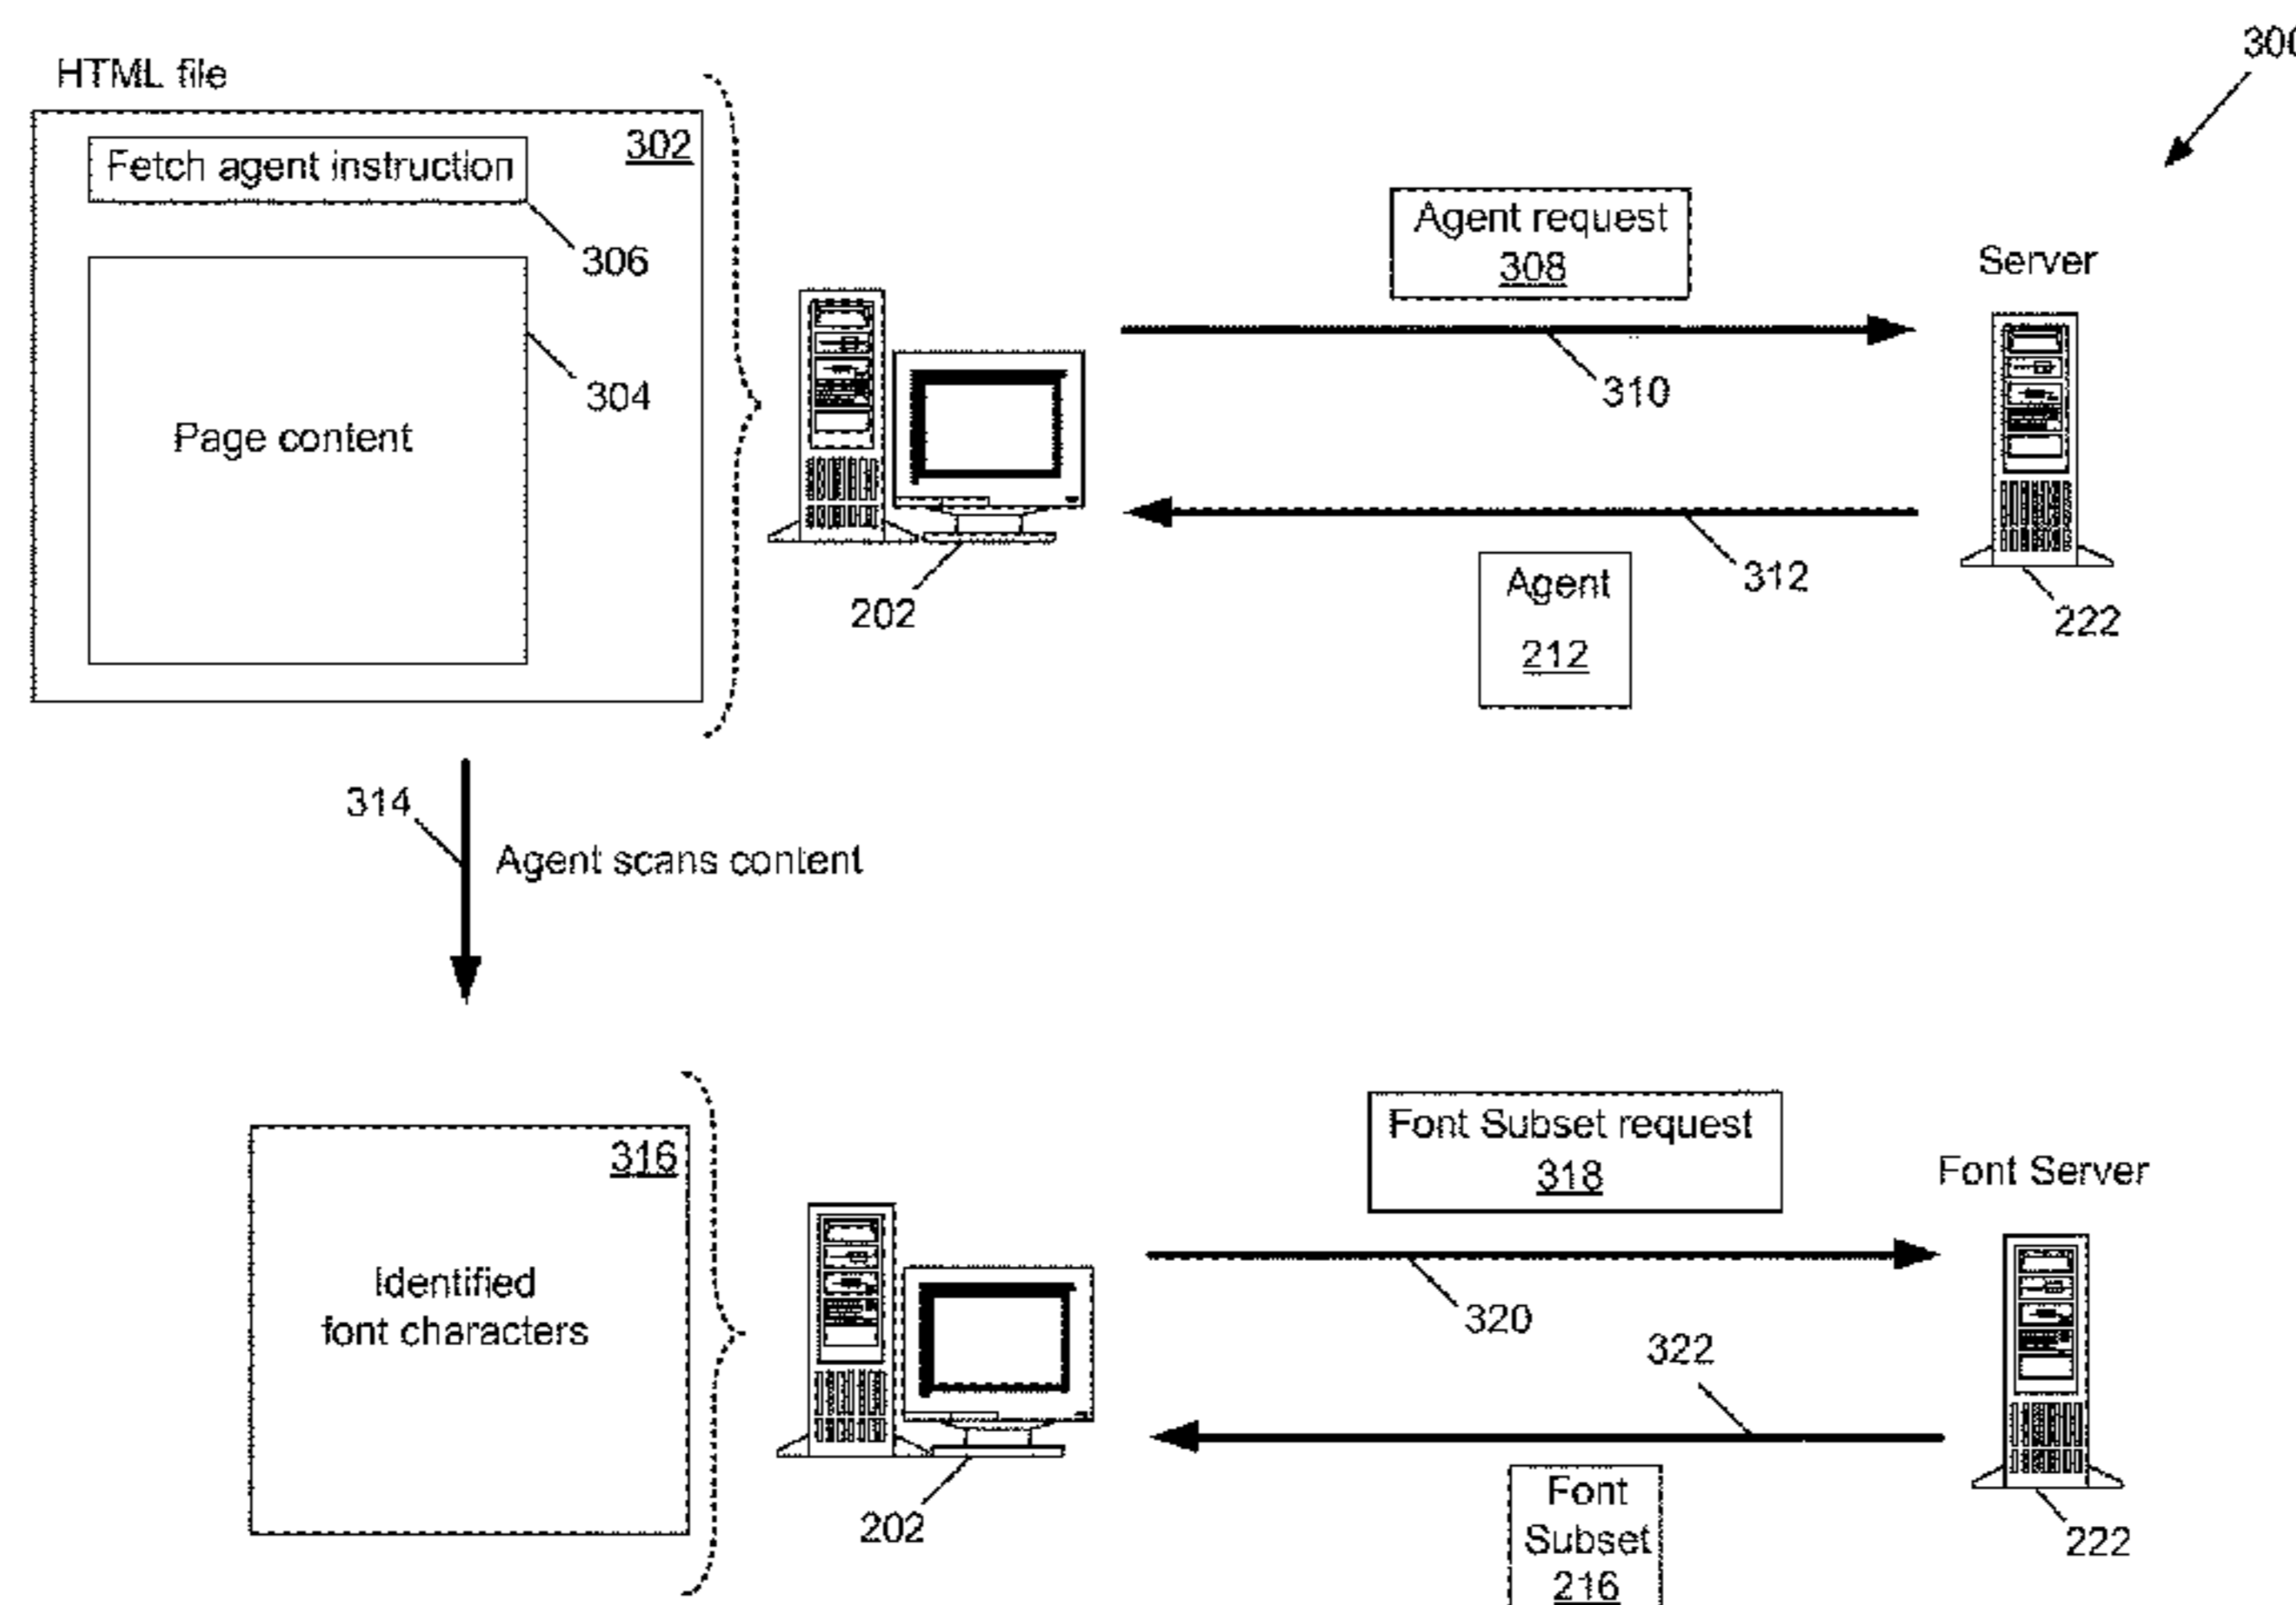 300
HTML file
302
Fetch agent instruction
306
Page content
304
202
Agent request
308
310
Server
312
Agent
212
222
314
Agent scans content
316
Identified
font characters
202
Font Subset request
318
320
Font Server
322
Font
Subset
216
222